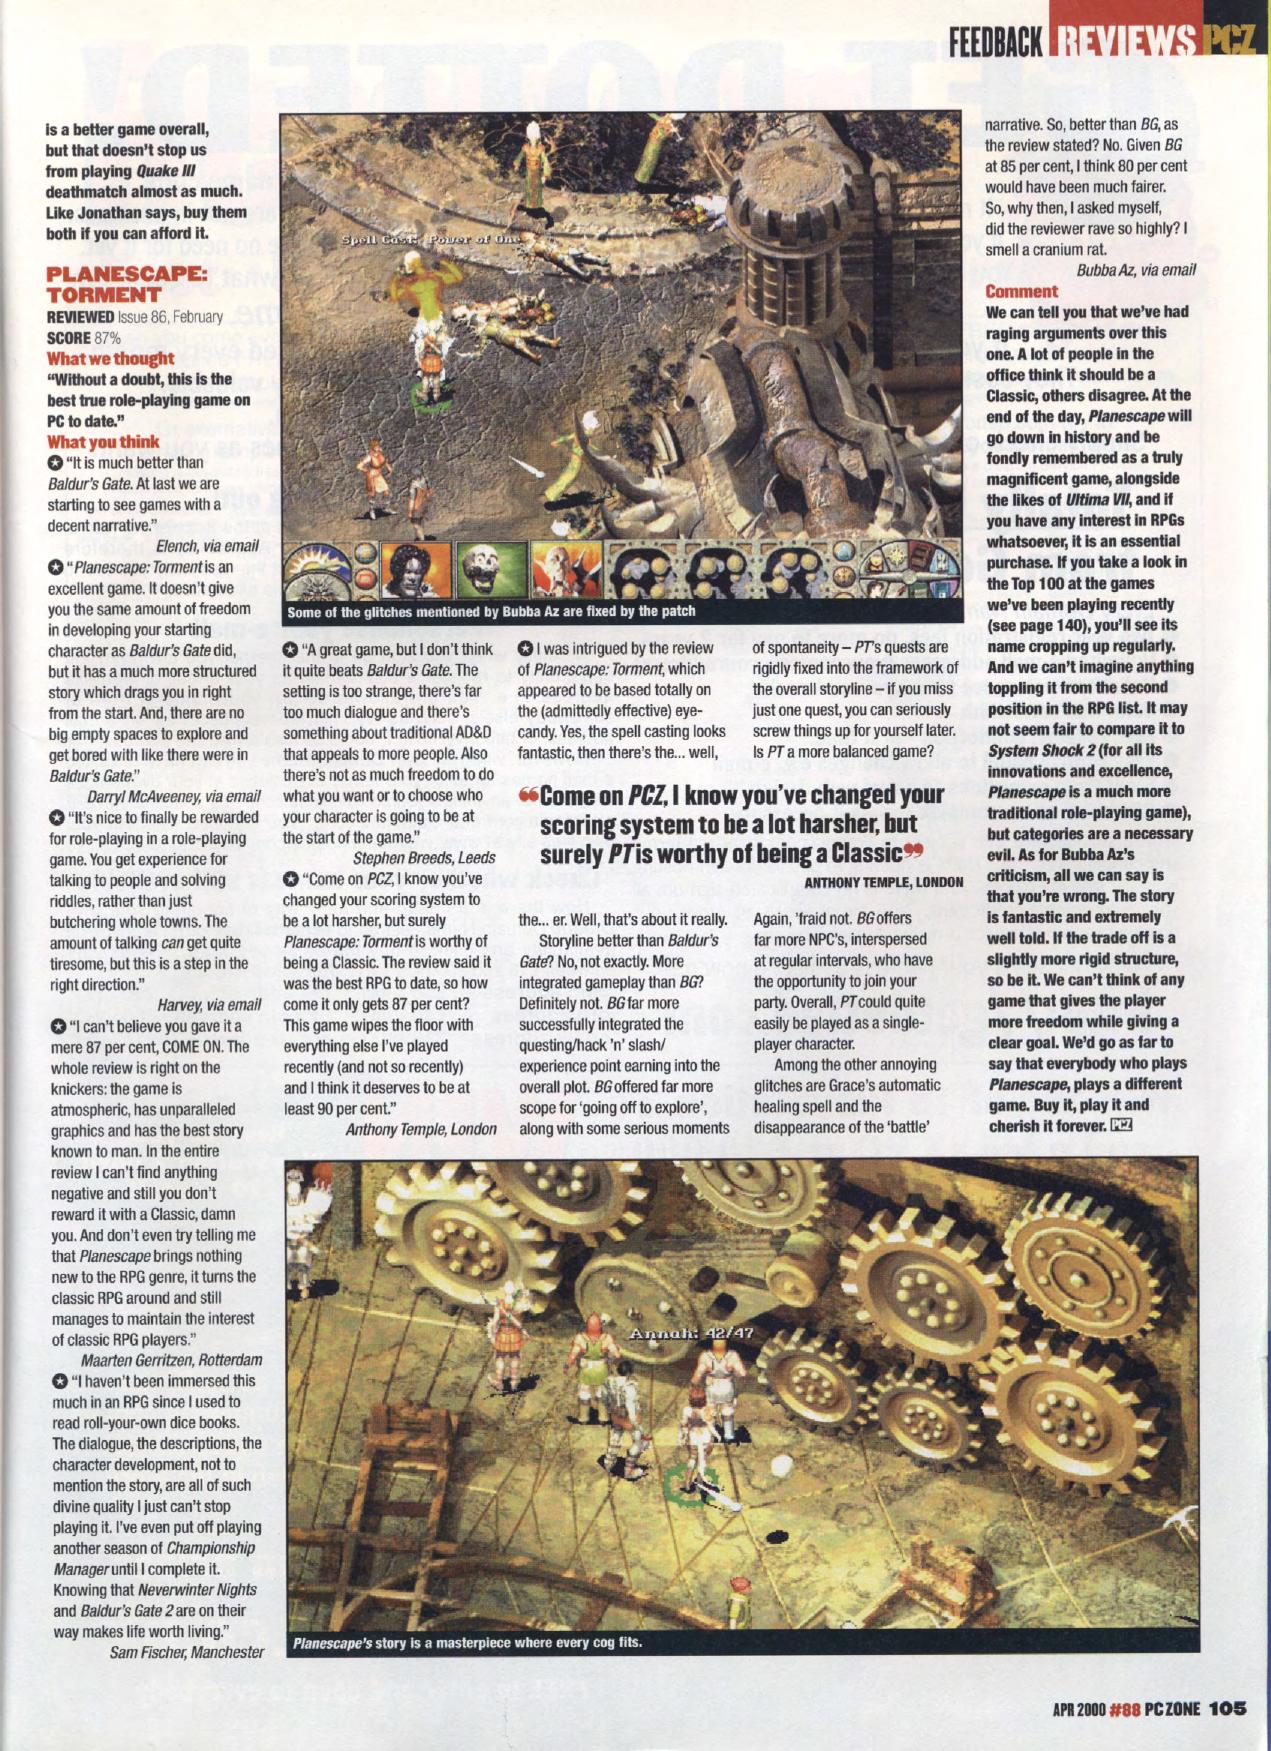 FEEDBACK REVIEWS PCZ
is a better game overall,
but that doesn't stop us
from playing Quake III
deathmatch almost as much.
Like Jonathan says, buy them
both if you can afford it.
PLANESCAPE:
TORMENT
REVIEWED Issue 86, February
SCORE 87%
What we thought
"Without a doubt, this is the
best true role-playing game on
PC to date."
What you think
"It is much better than
Baldur's Gate. At last we are
starting to see games with a
decent narrative."
Elench, via email
"Planescape: Torment is an
excellent game. It doesn't give
you the same amount of freedom
in developing your starting
character as Baldur's Gate did,
but it has a much more structured
story which drags you in right
from the start. And, there are no
big empty spaces to explore and
get bored with like there were in
Baldur's Gate."
Darryl McAveeney, via email
"It's nice to finally be rewarded
for role-playing in a role-playing
game. You get experience for
talking to people and solving
riddles, rather than just
butchering whole towns. The
amount of talking can get quite
tiresome, but this is a step in the
right direction."
Harvey, via email
"I can't believe you gave it a
mere 87 per cent, COME ON. The
whole review is right on the
knickers: the game is
atmospheric, has unparalleled
graphics and has the best story
known to man. In the entire
review I can't find anything
negative and still you don't
reward it with a Classic, damn
you. And don't even try telling me
that Planescape brings nothing
new to the RPG genre, it turns the
classic RPG around and still
manages to maintain the interest
of classic RPG players."
Maarten Gerritzen, Rotterdam
"I haven't been immersed this
much in an RPG since I used to
read roll-your-own dice books.
The dialogue, the descriptions, the
character development, not to
mention the story, are all of such
divine quality I just can't stop
playing it. I've even put off playing
another season of Championship
Manager until I complete it.
Knowing that Neverwinter Nights
and Baldur's Gate 2 are on their
way makes life worth living."
Sam Fischer, Manchester
Spell Cast: Power of One
Some of the glitches mentioned by Bubba Az are fixed by the patch
"A great game, but I don't think
it quite beats Baldur's Gate. The
setting is too strange, there's far
too much dialogue and there's
something about traditional AD&D
that appeals to more people. Also
there's not as much freedom to do
what you want or to choose who
your character is going to be at
the start of the game."
Stephen Breeds, Leeds
"Come on PCZ, I know you've
changed your scoring system to
be a lot harsher, but surely
Planescape: Torment is worthy of
being a Classic. The review said it
was the best RPG to date, so how
come it only gets 87 per cent?
This game wipes the floor with
everything else I've played
recently (and not so recently)
and I think it deserves to be at
least 90 per cent."
Anthony Temple, London
I was intrigued by the review
of Planescape: Torment, which
appeared to be based totally on
the (admittedly effective) eye-
candy. Yes, the spell casting looks
fantastic, then there's the... well,
"Come on PCZ, I know you've changed your
scoring system to be a lot harsher, but
surely PT is worthy of being a Classic"
ANTHONY TEMPLE, LONDON
the... er. Well, that's about it really.
Storyline better than Baldur's
Gate? No, not exactly. More
integrated gameplay than BG?
Definitely not. BG far more
successfully integrated the
questing/hack 'n' slash/
experience point earning into the
overall plot. BG offered far more
scope for 'going off to explore',
along with some serious moments
of spontaneity – PT's quests are
rigidly fixed into the framework of
the overall storyline – if you miss
just one quest, you can seriously
screw things up for yourself later.
Is PT a more balanced game?
Again, 'fraid not. BG offers
far more NPC's, interspersed
at regular intervals, who have
the opportunity to join your
party. Overall, PT could quite
easily be played as a single-
player character.
Among the other annoying
glitches are Grace's automatic
healing spell and the
disappearance of the 'battle'
narrative. So, better than BG, as
the review stated? No. Given BG
at 85 per cent, I think 80 per cent
would have been much fairer.
So, why then, I asked myself,
did the reviewer rave so highly? I
smell a cranium rat.
Bubba Az, via email
Comment
We can tell you that we've had
raging arguments over this
one. A lot of people in the
office think it should be a
Classic, others disagree. At the
end of the day, Planescape will
go down in history and be
fondly remembered as a truly
magnificent game, alongside
the likes of Ultima VII, and if
you have any interest in RPGs
whatsoever, it is an essential
purchase. If you take a look in
the Top 100 at the games
we've been playing recently
(see page 140), you'll see its
name cropping up regularly.
And we can't imagine anything
toppling it from the second
position in the RPG list. It may
not seem fair to compare it to
System Shock 2 (for all its
innovations and excellence,
Planescape is a much more
traditional role-playing game),
but categories are a necessary
evil. As for Bubba Az's
criticism, all we can say is
that you're wrong. The story
is fantastic and extremely
well told. If the trade off is a
slightly more rigid structure,
so be it. We can't think of any
game that gives the player
more freedom while giving a
clear goal. We'd go as far to
say that everybody who plays
Planescape, plays a different
game. Buy it, play it and
cherish it forever. PCZ
Annah: 42/47
Planescape's story is a masterpiece where every cog fits.
APR 2000 #88 PC ZONE 105